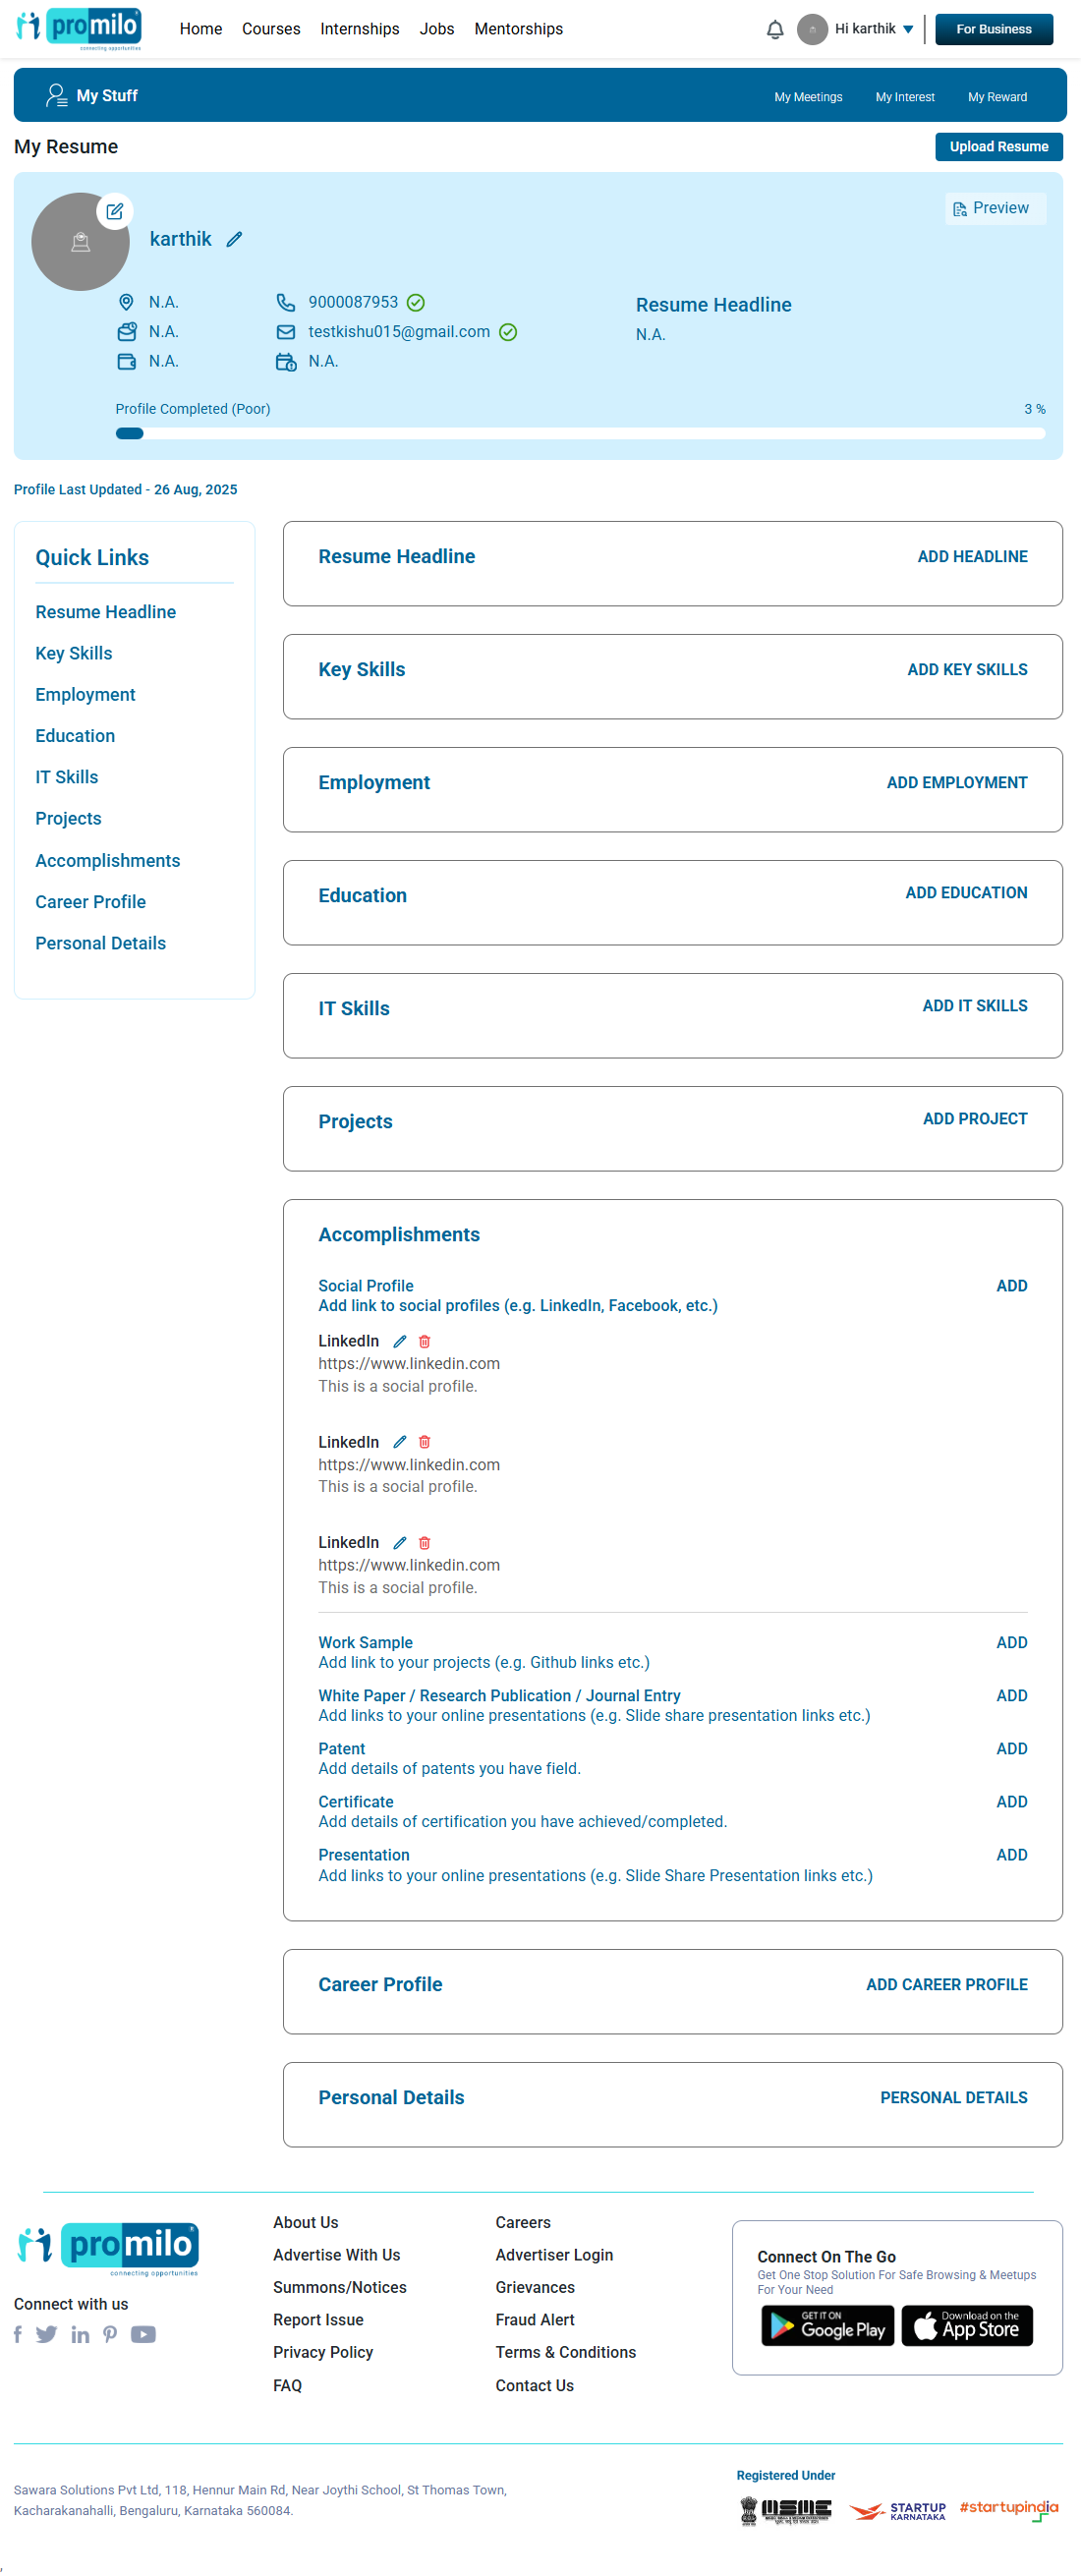 promilo
connecting opportunities
Home Courses Internships Jobs Mentorships
Hi karthik
For Business
My Stuff
My Meetings My Interest My Reward
My Resume
Upload Resume
Preview
karthik
N.A.
9000087953
N.A.
testkishu015@gmail.com
N.A.
N.A.
Resume Headline
N.A.
Profile Completed (Poor)
3 %
Profile Last Updated - 26 Aug, 2025
Quick Links
Resume Headline
Key Skills
Employment
Education
IT Skills
Projects
Accomplishments
Career Profile
Personal Details
Resume Headline
ADD HEADLINE
Key Skills
ADD KEY SKILLS
Employment
ADD EMPLOYMENT
Education
ADD EDUCATION
IT Skills
ADD IT SKILLS
Projects
ADD PROJECT
Accomplishments
Social Profile
ADD
Add link to social profiles (e.g. LinkedIn, Facebook, etc.)
LinkedIn
https://www.linkedin.com
This is a social profile.
LinkedIn
https://www.linkedin.com
This is a social profile.
LinkedIn
https://www.linkedin.com
This is a social profile.
Work Sample
ADD
Add link to your projects (e.g. Github links etc.)
White Paper / Research Publication / Journal Entry
ADD
Add links to your online presentations (e.g. Slide share presentation links etc.)
Patent
ADD
Add details of patents you have field.
Certificate
ADD
Add details of certification you have achieved/completed.
Presentation
ADD
Add links to your online presentations (e.g. Slide Share Presentation links etc.)
Career Profile
ADD CAREER PROFILE
Personal Details
PERSONAL DETAILS
promilo
connecting opportunities
Connect with us
About Us
Advertise With Us
Summons/Notices
Report Issue
Privacy Policy
FAQ
Careers
Advertiser Login
Grievances
Fraud Alert
Terms & Conditions
Contact Us
Connect On The Go
Get One Stop Solution For Safe Browsing & Meetups
For Your Need
GET IT ON
Google Play
Download on the
App Store
Sawara Solutions Pvt Ltd, 118, Hennur Main Rd, Near Joythi School, St Thomas Town,
Kacharakanahalli, Bengaluru, Karnataka 560084.
Registered Under
MSME
STARTUP
KARNATAKA
#startupindia